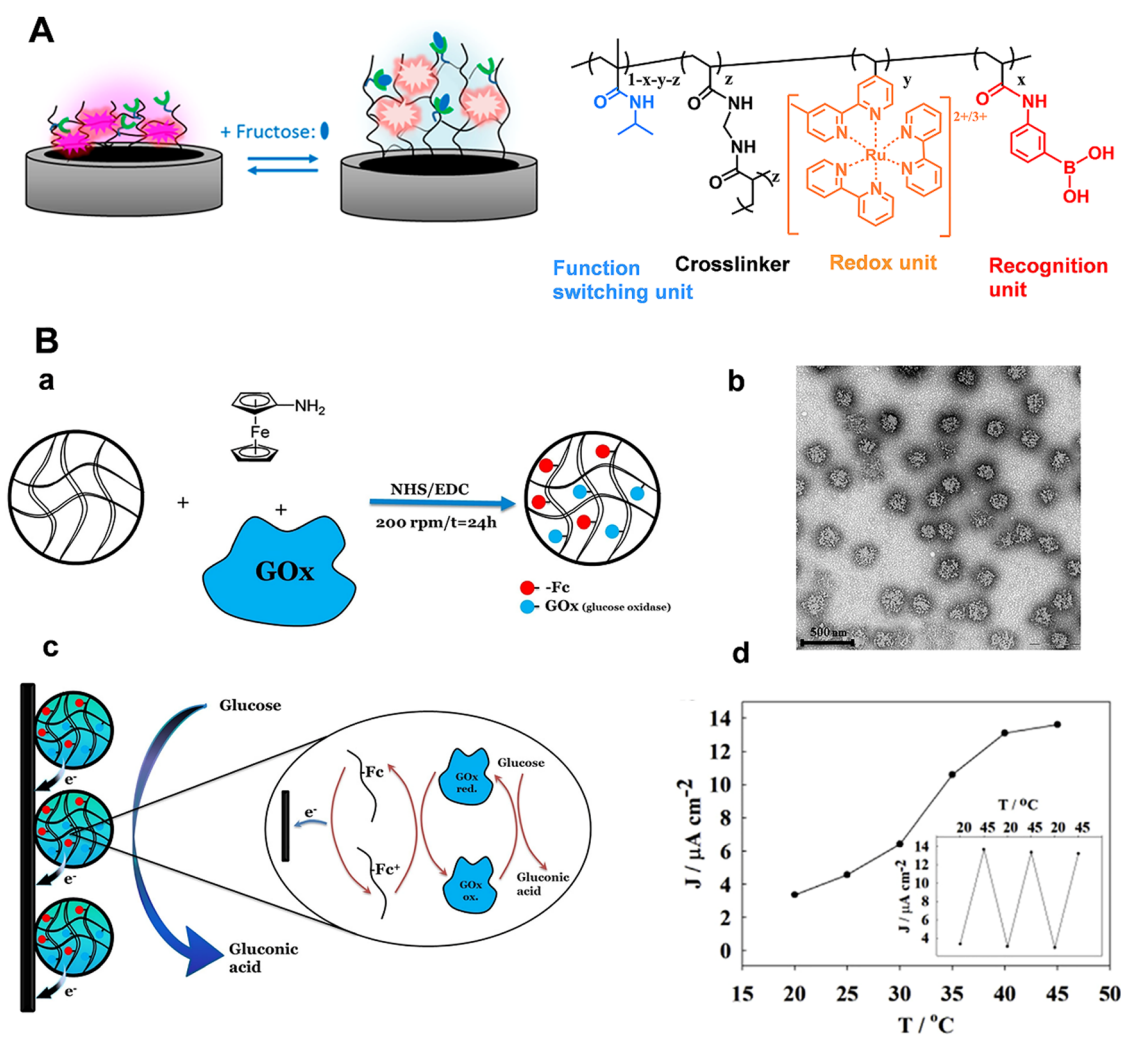 A
+ Fructose:
1-x-y-z
z
y
x
O
NH
O
NH
NH
O
z
N
N
N
N
N
N
Ru
2+/3+
O
NH
B
OH
OH
Function
switching unit
Crosslinker
Redox unit
Recognition
unit
B
a
Fe
NH2
+
+
GOx
NHS/EDC
200 rpm/t=24h
-Fc
GOx (glucose oxidase)
b
500 nm
c
Glucose
e-
e-
e-
Gluconic
acid
e-
-Fc
-Fc+
GOx
red.
GOx
ox.
Glucose
Gluconic
acid
d
J / μA cm-2
14
12
10
8
6
4
2
0
15 20 25 30 35 40 45 50
T / oC
T / oC
20 45 20 45 20 45
J / μA cm-2
14
12
10
8
6
4